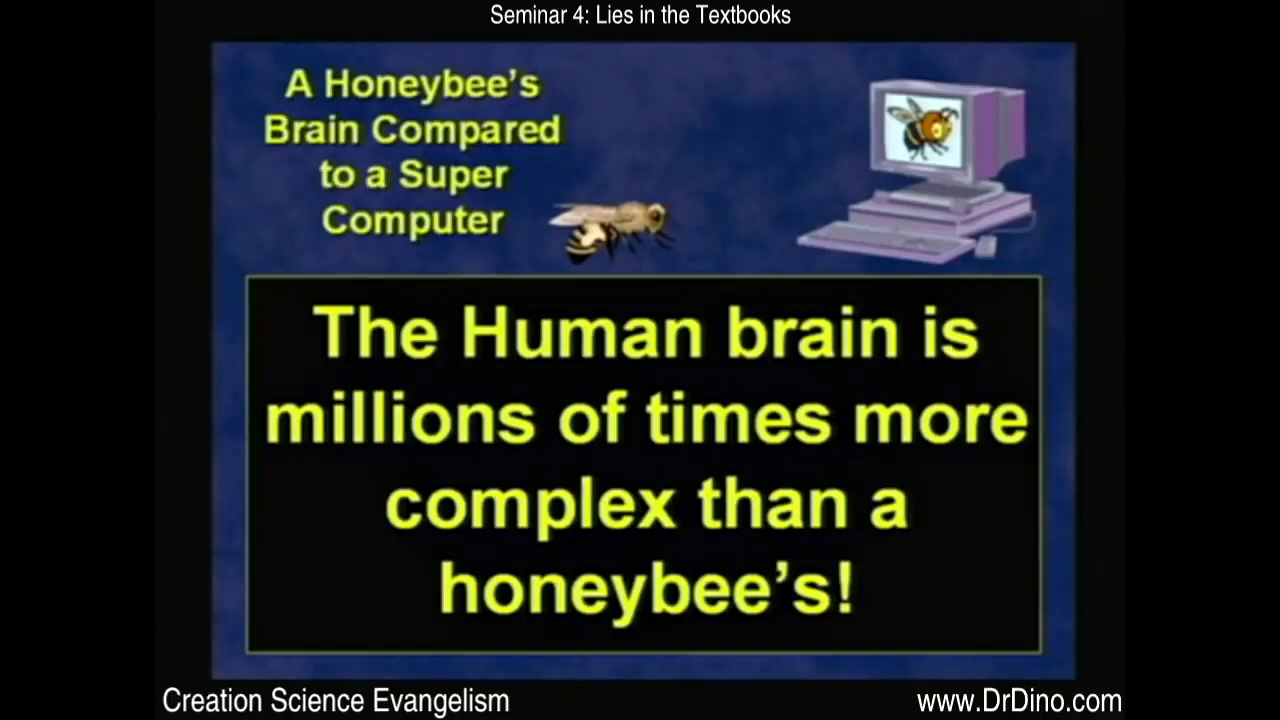 Seminar 4: Lies in the Textbooks
A Honeybee's
Brain Compared
to a Super
Computer
The Human brain is
millions of times more
complex than a
honeybee's!
Creation Science Evangelism
www.DrDino.com